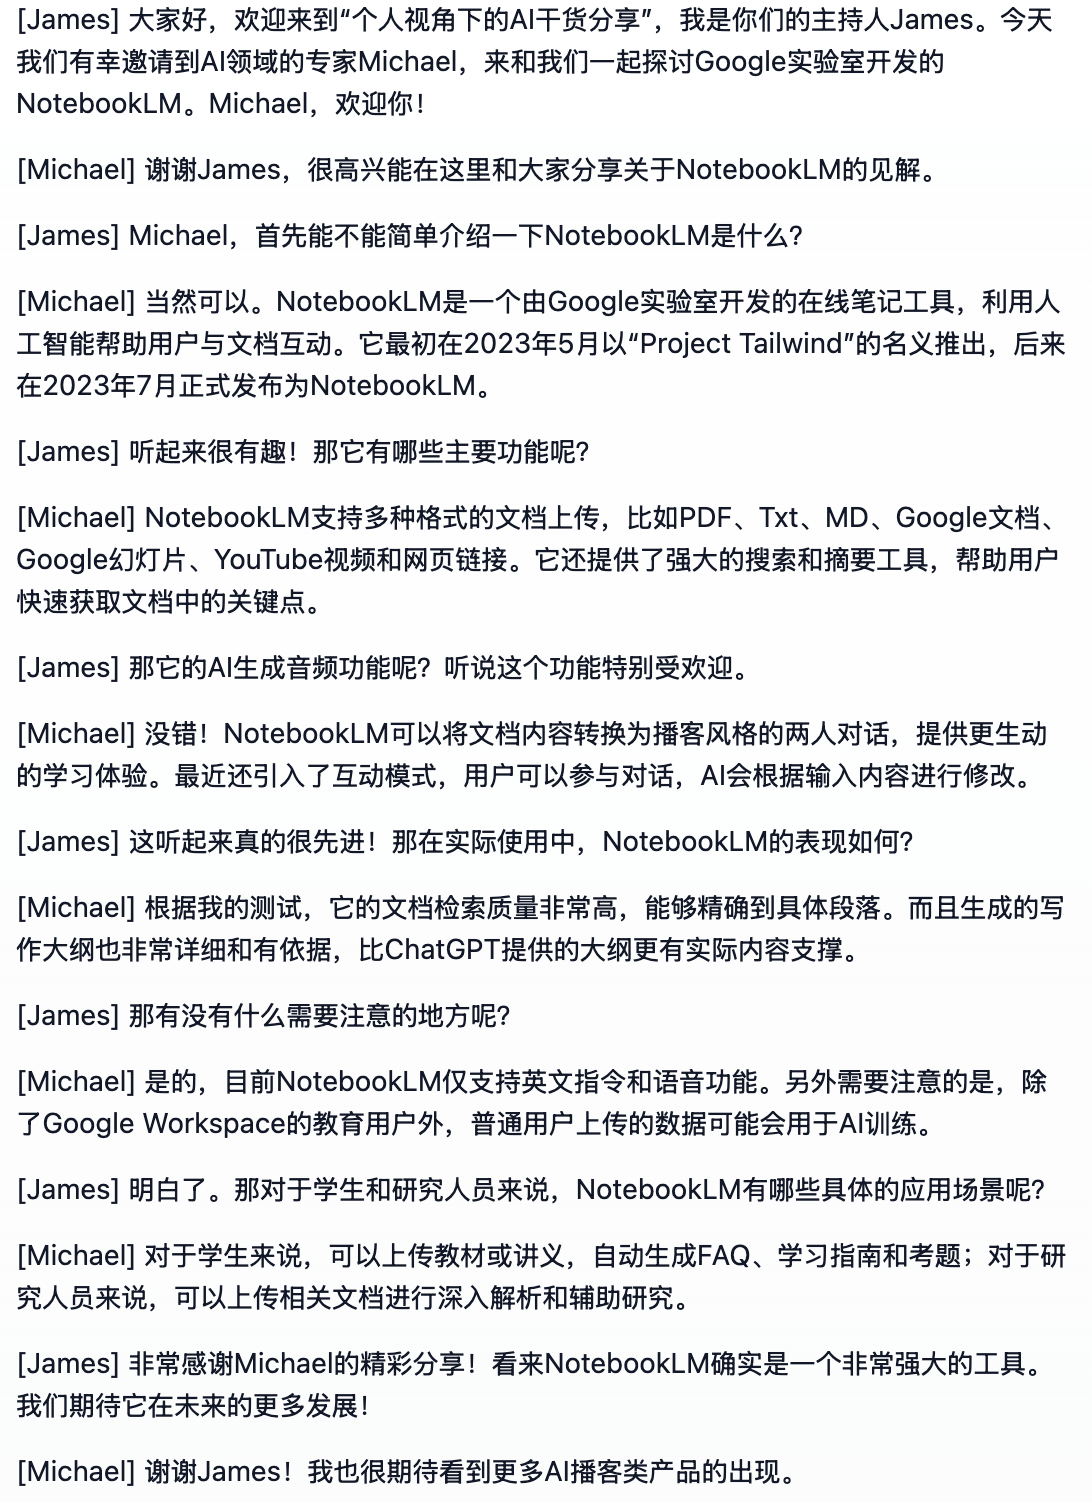 [James] 大家好，欢迎来到“个人视角下的AI干货分享”，我是你们的主持人James。今天
我们有幸邀请到AI领域的专家Michael，来和我们一起探讨Google实验室开发的
NotebookLM。Michael，欢迎你！
[Michael] 谢谢James，很高兴能在这里和大家分享关于NotebookLM的见解。
[James] Michael，首先能不能简单介绍一下NotebookLM是什么？
[Michael] 当然可以。NotebookLM是一个由Google实验室开发的在线笔记工具，利用人
工智能帮助用户与文档互动。它最初在2023年5月以“Project Tailwind”的名义推出，后来
在2023年7月正式发布为NotebookLM。
[James] 听起来很有趣！那它有哪些主要功能呢？
[Michael] NotebookLM支持多种格式的文档上传，比如PDF、Txt、MD、Google文档、
Google幻灯片、YouTube视频和网页链接。它还提供了强大的搜索和摘要工具，帮助用户
快速获取文档中的关键点。
[James] 那它的AI生成音频功能呢？听说这个功能特别受欢迎。
[Michael] 没错！NotebookLM可以将文档内容转换为播客风格的两人对话，提供更生动
的学习体验。最近还引入了互动模式，用户可以参与对话，AI会根据输入内容进行修改。
[James] 这听起来真的很先进！那在实际使用中，NotebookLM的表现如何？
[Michael] 根据我的测试，它的文档检索质量非常高，能够精确到具体段落。而且生成的写
作大纲也非常详细和有依据，比ChatGPT提供的大纲更有实际内容支撑。
[James] 那有没有什么需要注意的地方呢？
[Michael] 是的，目前NotebookLM仅支持英文指令和语音功能。另外需要注意的是，除
了Google Workspace的教育用户外，普通用户上传的数据可能会用于AI训练。
[James] 明白了。那对于学生和研究人员来说，NotebookLM有哪些具体的应用场景呢？
[Michael] 对于学生来说，可以上传教材或讲义，自动生成FAQ、学习指南和考题；对于研
究人员来说，可以上传相关文档进行深入解析和辅助研究。
[James] 非常感谢Michael的精彩分享！看来NotebookLM确实是一个非常强大的工具。
我们期待它在未来的更多发展！
[Michael] 谢谢James！我也很期待看到更多AI播客类产品的出现。